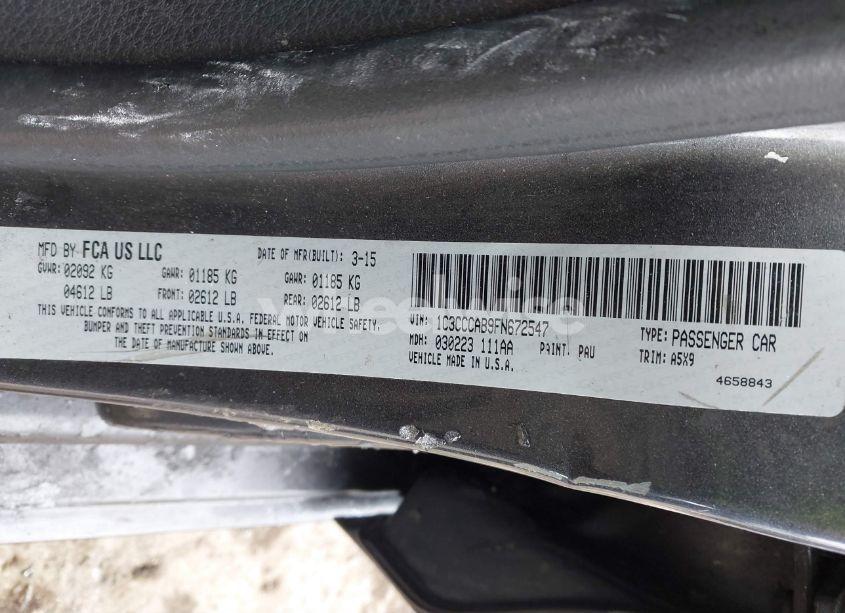 MFD BY FCA US LLC DATE OF MFR(BUILT): 3-15
GVWR: 02092 KG GAWR: 01185 KG GAWR: 01185 KG
04612 LB FRONT: 02612 LB REAR: 02612 LB
THIS VEHICLE CONFORMS TO ALL APPLICABLE U.S.A. FEDERAL MOTOR VEHICLE SAFETY,
BUMPER AND THEFT PREVENTION STANDARDS IN EFFECT ON
THE DATE OF MANUFACTURE SHOWN ABOVE.
VIN: 1C3CCCAB9FN672547 TYPE: PASSENGER CAR
MDH: 030223 111AA PAINT: PAU TRIM: A5X9
VEHICLE MADE IN U.S.A.
4658843